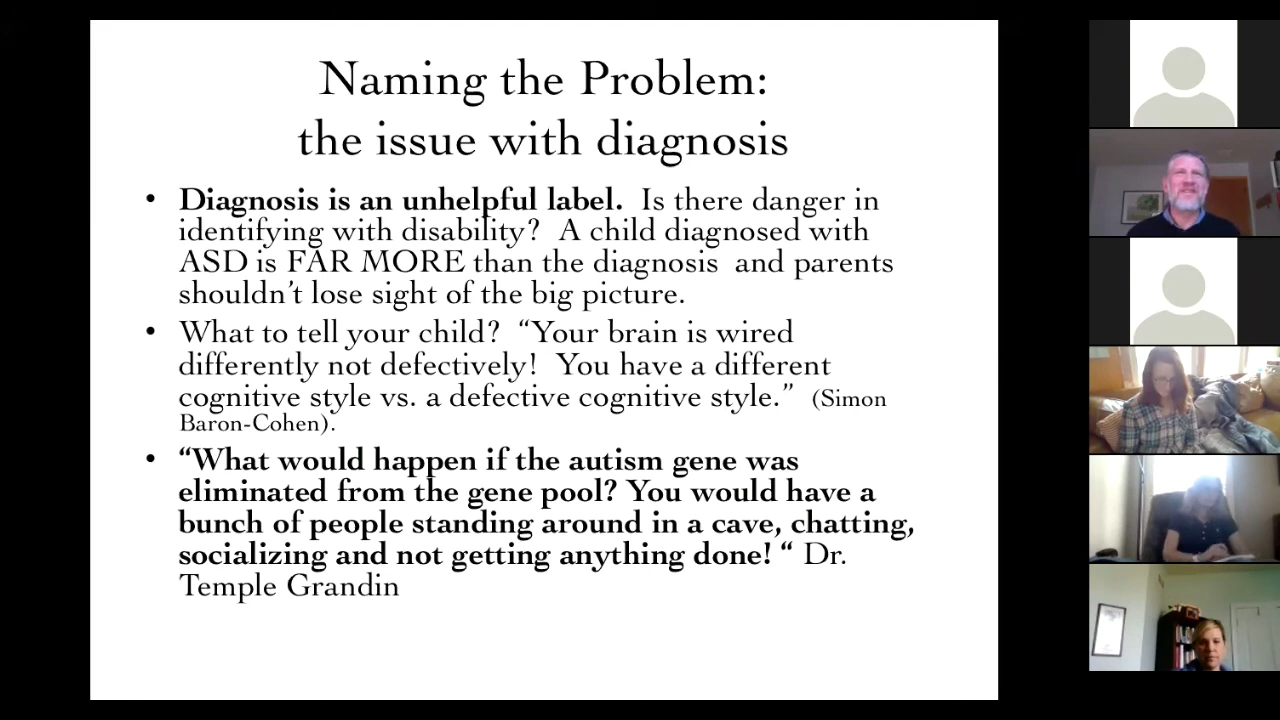 Naming the Problem:
the issue with diagnosis
• Diagnosis is an unhelpful label. Is there danger in
identifying with disability? A child diagnosed with
ASD is FAR MORE than the diagnosis and parents
shouldn't lose sight of the big picture.
• What to tell your child? “Your brain is wired
differently not defectively! You have a different
cognitive style vs. a defective cognitive style.” (Simon
Baron-Cohen).
• “What would happen if the autism gene was
eliminated from the gene pool? You would have a
bunch of people standing around in a cave, chatting,
socializing and not getting anything done! “ Dr.
Temple Grandin